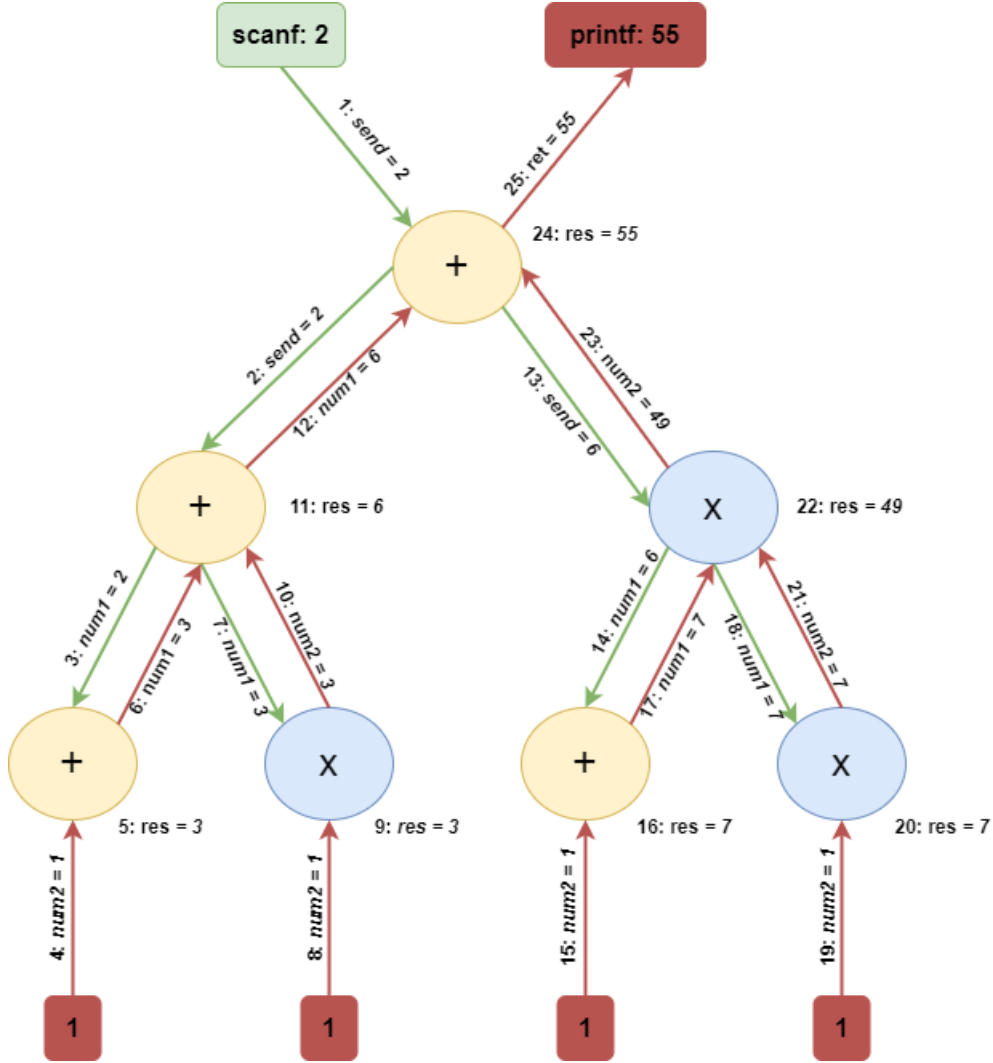 scanf: 2
printf: 55
1: send = 2
25: ret = 55
+
24: res = 55
2: send = 2
12: num1 = 6
13: send = 6
23: num2 = 49
+
11: res = 6
x
22: res = 49
3: num1 = 2
6: num1 = 3
7: num1 = 3
10: num2 = 3
14: num1 = 6
17: num1 = 7
18: num1 = 7
21: num2 = 7
+
x
+
x
5: res = 3
9: res = 3
16: res = 7
20: res = 7
4: num2 = 1
8: num2 = 1
15: num2 = 1
19: num2 = 1
1
1
1
1